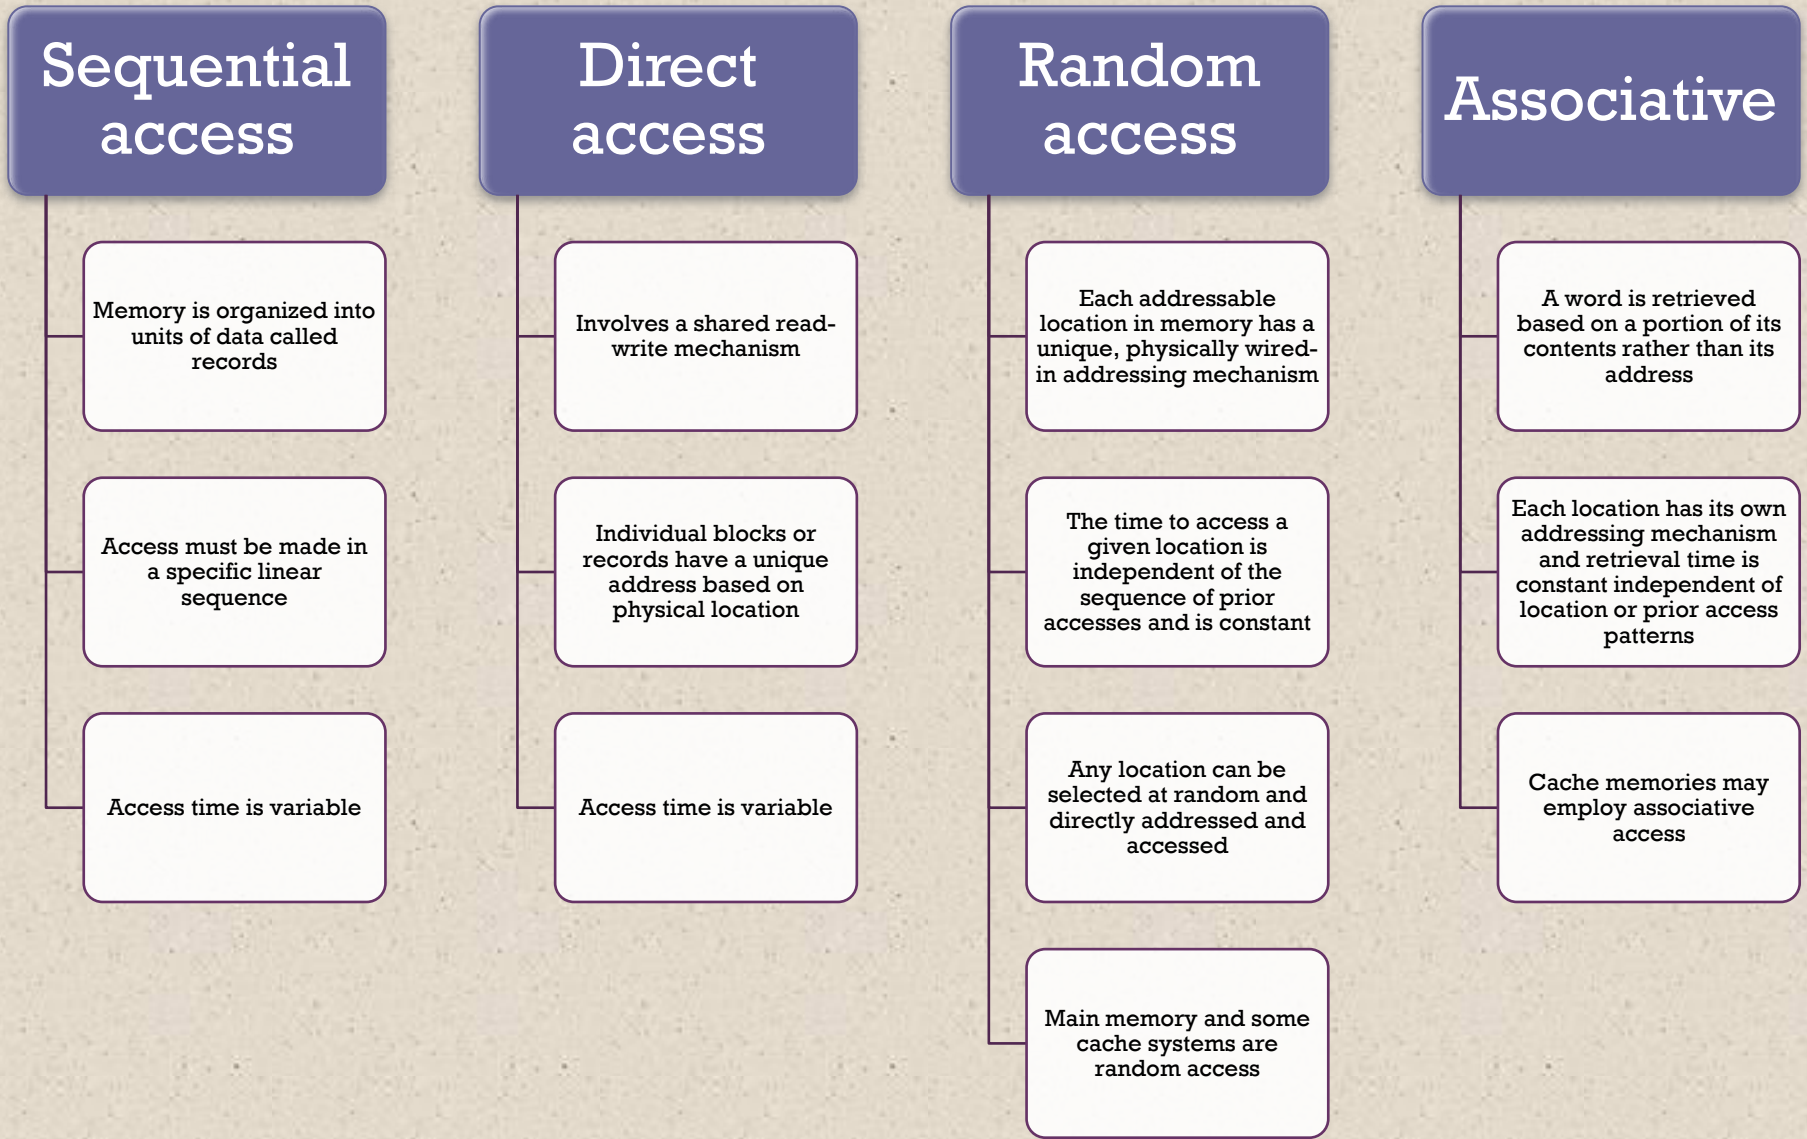 Sequential
access
Memory is organized into
units of data called
records
Access must be made in
a specific linear
sequence
Access time is variable
Direct
access
Involves a shared read-
write mechanism
Individual blocks or
records have a unique
address based on
physical location
Access time is variable
Random
access
Each addressable
location in memory has a
unique, physically wired-
in addressing mechanism
The time to access a
given location is
independent of the
sequence of prior
accesses and is constant
Any location can be
selected at random and
directly addressed and
accessed
Main memory and some
cache systems are
random access
Associative
A word is retrieved
based on a portion of its
contents rather than its
address
Each location has its own
addressing mechanism
and retrieval time is
constant independent of
location or prior access
patterns
Cache memories may
employ associative
access